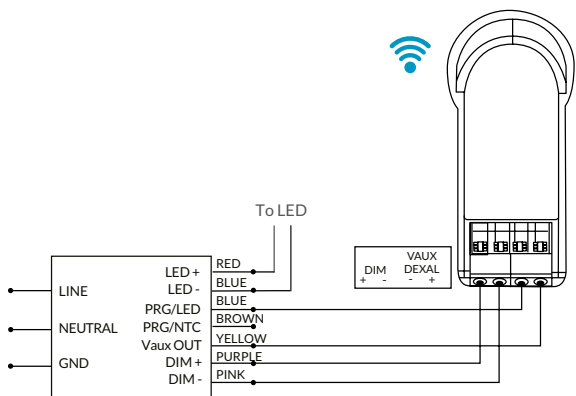 To LED
VAUX
DIM DEXAL
+ - - +
LINE
NEUTRAL
GND
LED + RED
LED - BLUE
PRG/LED BLUE
PRG/NTC BROWN
Vaux OUT YELLOW
DIM + PURPLE
DIM - PINK